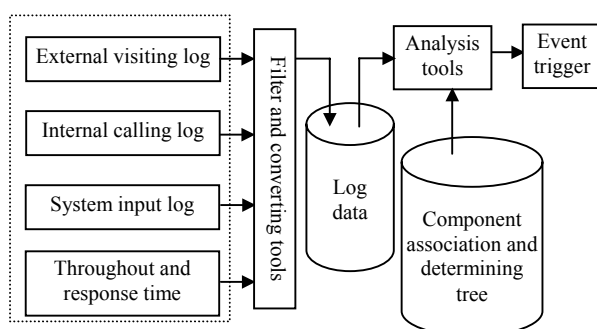 External visiting log
Internal calling log
System input log
Throughout and
response time
Filter and converting tools
Log
data
Analysis
tools
Event
trigger
Component
association and
determining
tree